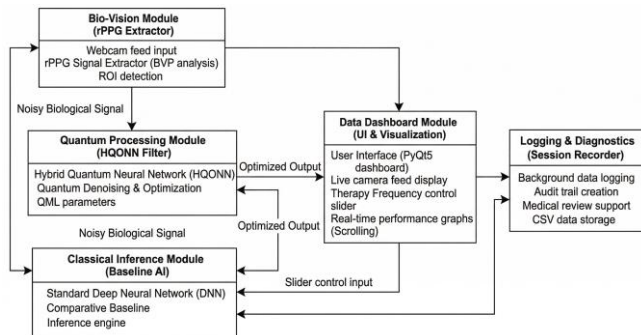 Bio-Vision Module
(rPPG Extractor)
Webcam feed input
rPPG Signal Extractor (BVP analysis)
ROI detection
Noisy Biological Signal
Quantum Processing Module
(HQONN Filter)
Hybrid Quantum Neural Network (HQONN)
Quantum Denoising & Optimization
QML parameters
Optimized Output
Data Dashboard Module
(UI & Visualization)
User Interface (PyQt5
dashboard)
Live camera feed display
Therapy Frequency control
slider
Real-time performance graphs
(Scrolling)
Logging & Diagnostics
(Session Recorder)
Background data logging
Audit trail creation
Medical review support
CSV data storage
Optimized Output
Noisy Biological Signal
Classical Inference Module
(Baseline AI)
Standard Deep Neural Network (DNN)
Comparative Baseline
Inference engine
Slider control input